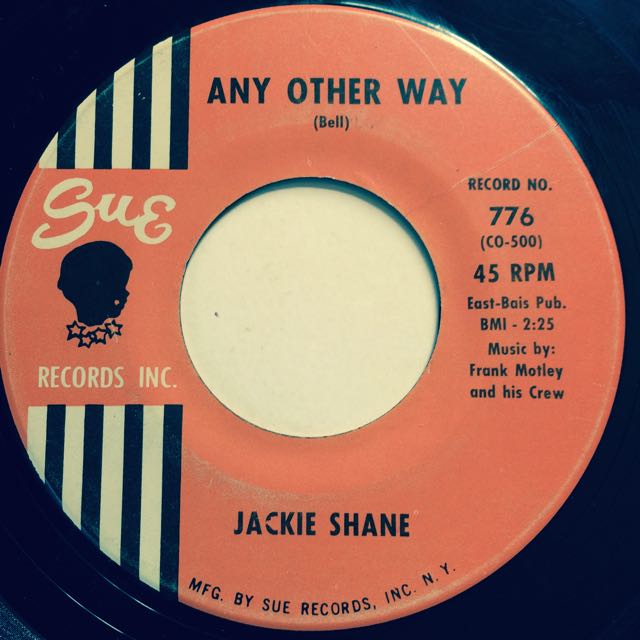 ANY OTHER WAY
(Bell)
Sue
RECORDS INC.
RECORD NO.
776
(CO-500)
45 RPM
East-Bais Pub.
BMI - 2:25
Music by:
Frank Motley
and his Crew
JACKIE SHANE
MFG. BY SUE RECORDS, INC. N. Y.